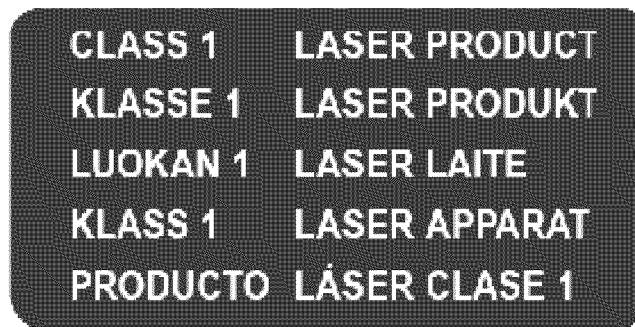 CLASS 1 LASER PRODUCT
KLASSE 1 LASER PRODUKT
LUOKAN 1 LASER LAITE
KLASS 1 LASER APPARAT
PRODUCTO LÁSER CLASE 1